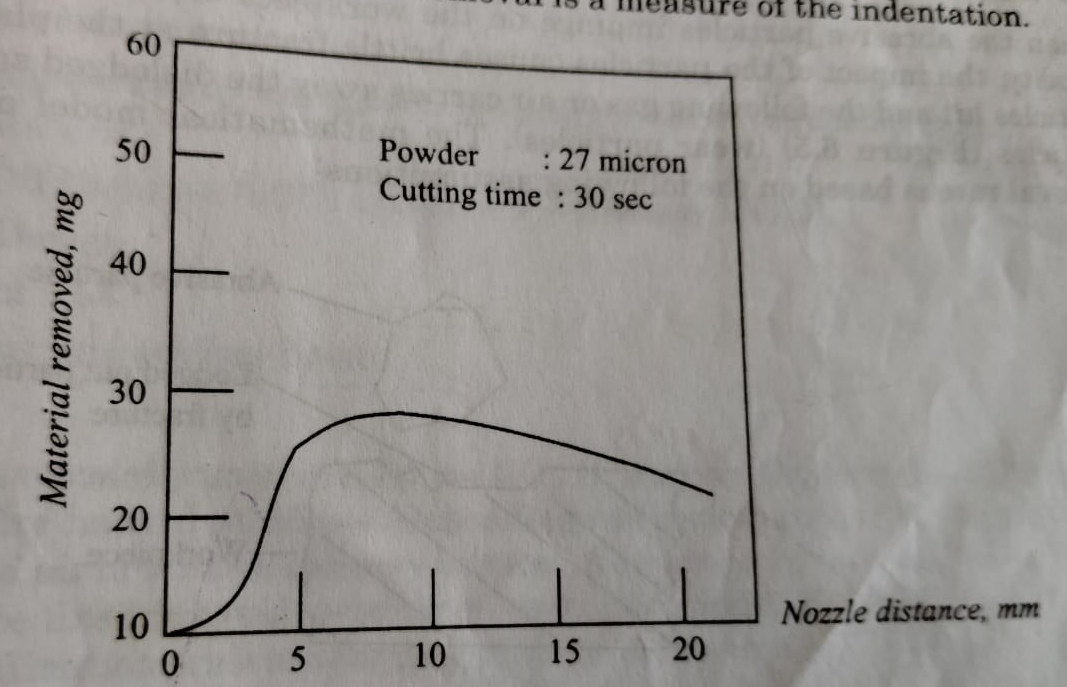 is a measure of the indentation.
60
50
40
30
20
10
Material removed, mg
Powder : 27 micron
Cutting time : 30 sec
0 5 10 15 20
Nozzle distance, mm